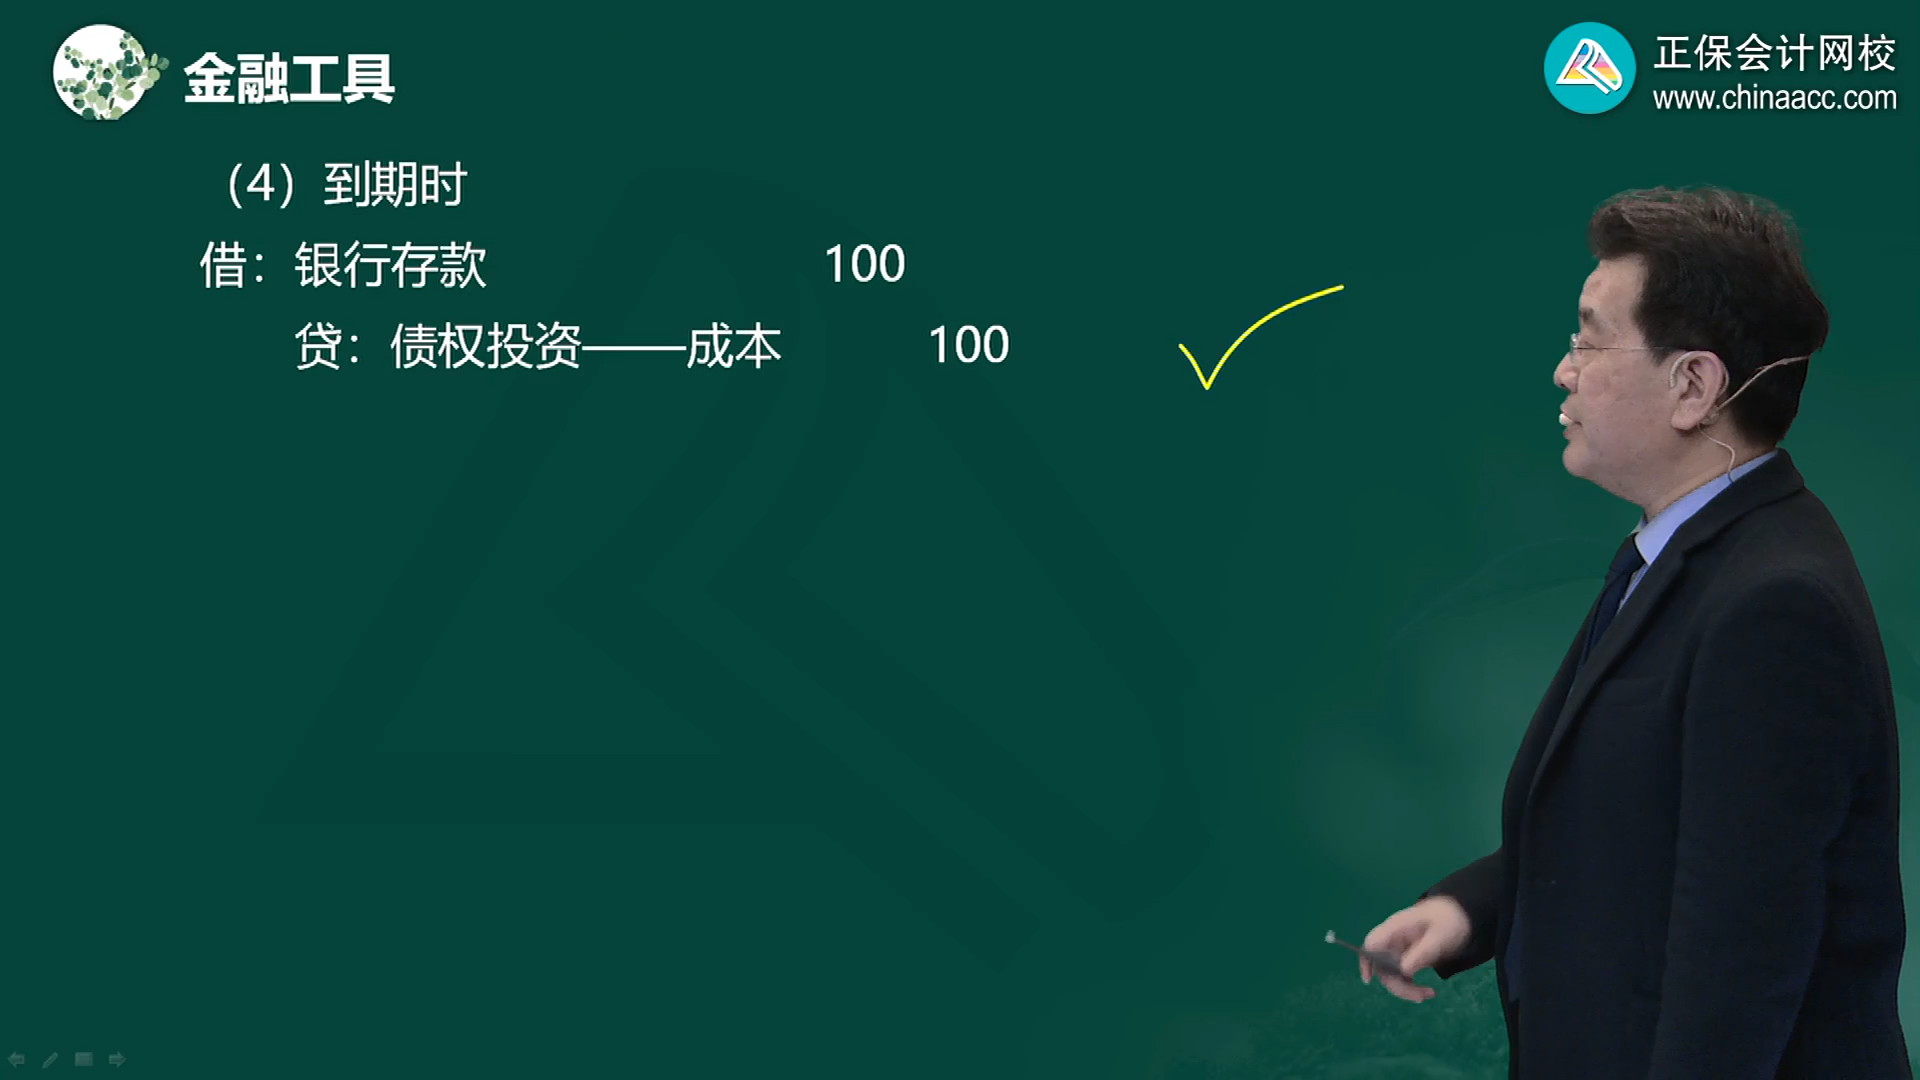 金融工具
正保会计网校
www.chinaacc.com
（4）到期时
借：银行存款 100
贷：债权投资——成本 100